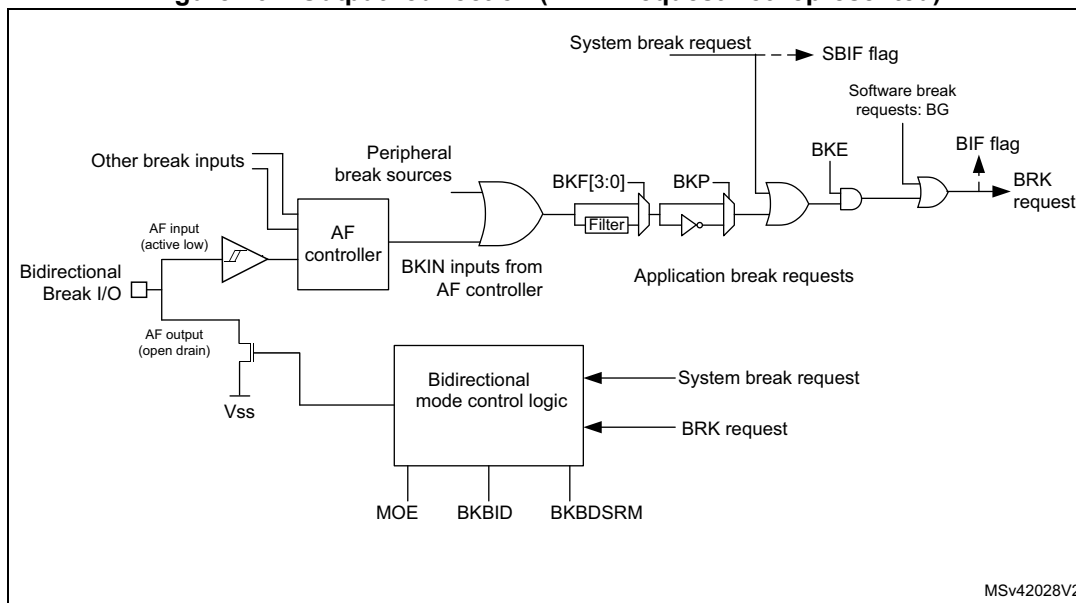 System break request
SBIF flag
Software break
requests: BG
BIF flag
BKE
BRK
request
Peripheral
break sources
Other break inputs
BKF[3:0]
BKP
Filter
AF
controller
AF input
(active low)
BKIN inputs from
AF controller
Application break requests
Bidirectional
Break I/O
AF output
(open drain)
Vss
Bidirectional
mode control logic
System break request
BRK request
MOE
BKBID
BKBDSRM
MSv42028V2